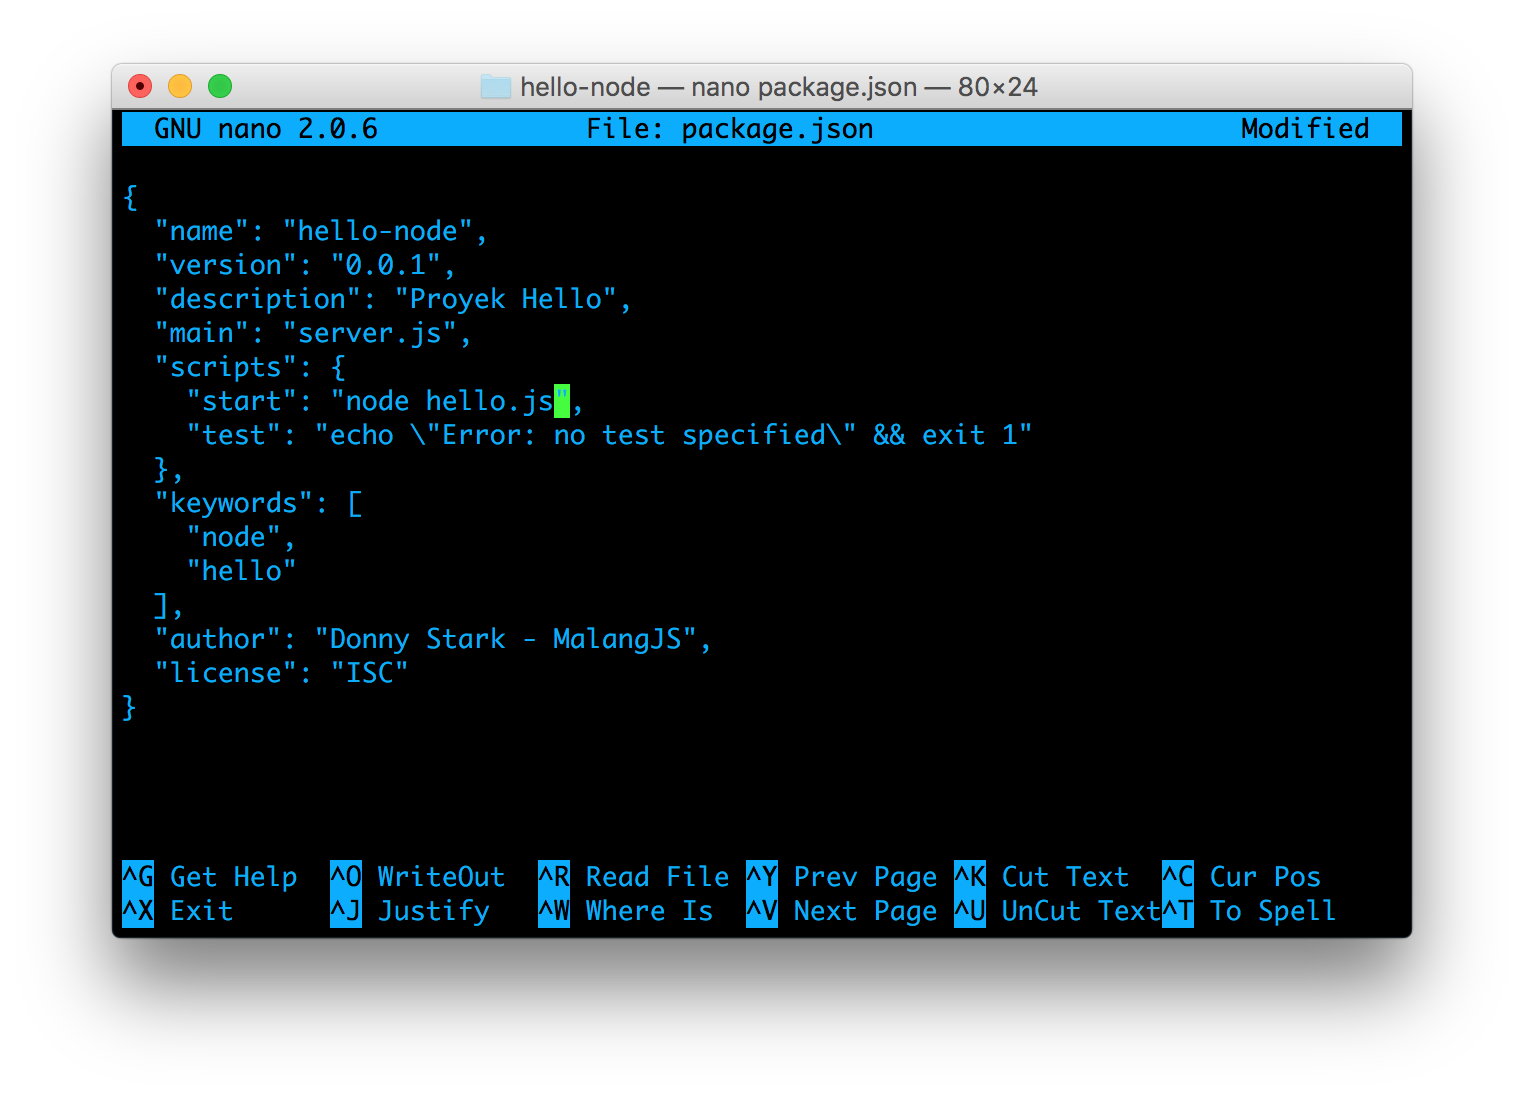 hello-node — nano package.json — 80×24
GNU nano 2.0.6 File: package.json Modified
{
  "name": "hello-node",
  "version": "0.0.1",
  "description": "Proyek Hello",
  "main": "server.js",
  "scripts": {
    "start": "node hello.js",
    "test": "echo \"Error: no test specified\" && exit 1"
  },
  "keywords": [
    "node",
    "hello"
  ],
  "author": "Donny Stark - MalangJS",
  "license": "ISC"
}
^G Get Help ^O WriteOut ^R Read File ^Y Prev Page ^K Cut Text ^C Cur Pos
^X Exit ^J Justify ^W Where Is ^V Next Page ^U UnCut Text ^T To Spell